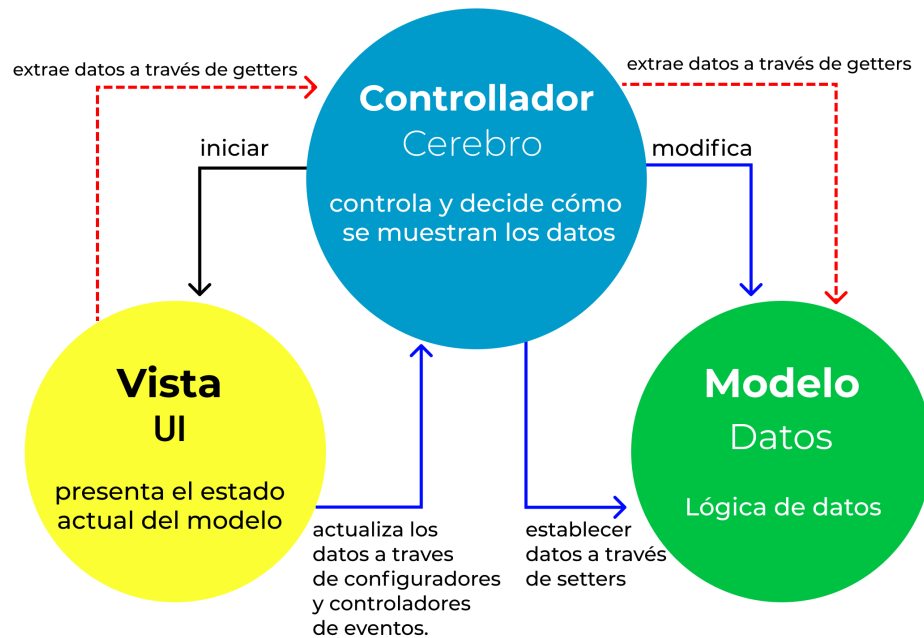 extrae datos a través de getters
extrae datos a través de getters
Controllador
Cerebro
controla y decide cómo
se muestran los datos
iniciar
modifica
Vista
UI
presenta el estado
actual del modelo
Modelo
Datos
Lógica de datos
actualiza los
datos a traves
de configuradores
y controladores
de eventos.
establecer
datos a través
de setters